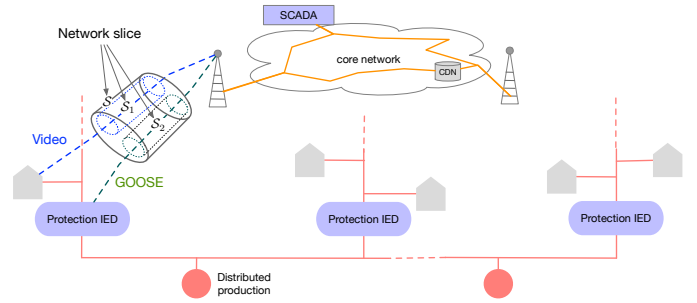 SCADA
Network slice
core network
CDN
S
S1
S2
Video
GOOSE
Protection IED
Protection IED
Protection IED
Distributed
production